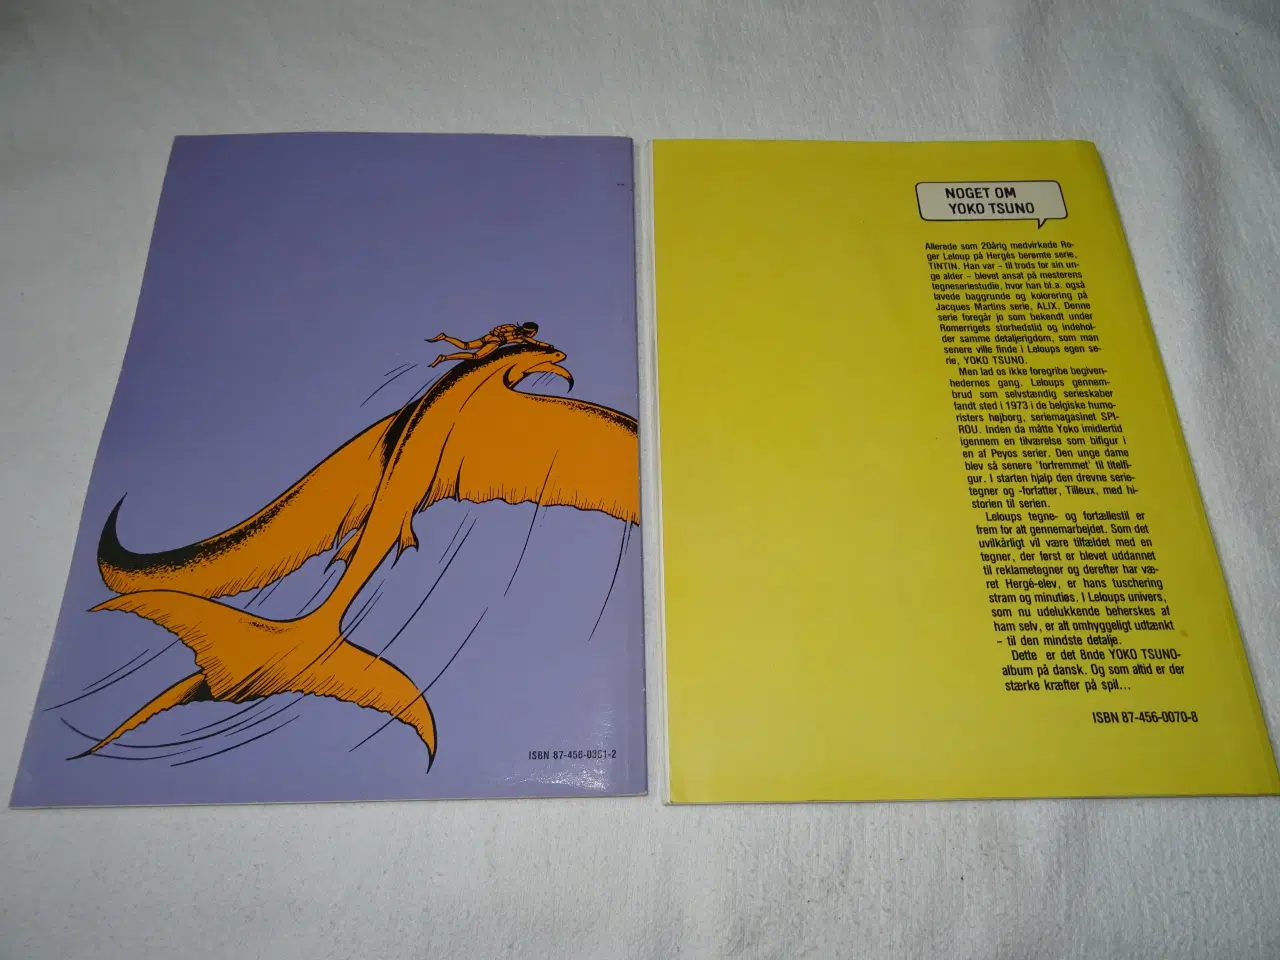 ISBN 87-456-0301-2
NOGET OM
YOKO TSUNO
Allerede som 20årig medvirkede Ro-
ger Leloup på Hergés berømte serie,
TINTIN. Han var – til trods for sin un-
ge alder – blevet ansat på mesterens
tegneseriestudie, hvor han bl.a. også
lavede baggrunde og kolorering på
Jacques Martins serie, ALIX. Denne
serie foregår jo som bekendt under
Romerrigets storhedstid og indehol-
der samme detaljerigdom, som man
senere ville finde i Leloups egen se-
rie, YOKO TSUNO.
Men lad os ikke foregribe begiven-
hedernes gang. Leloups gennem-
brud som selvstændig serieskaber
fandt sted i 1973 i de belgiske humo-
risters højborg, seriemagasinet SPI-
ROU. Inden da måtte Yoko imidlertid
igennem en tilværelse som bifigur i
en af Peyos serier. Den unge dame
blev så senere 'forfremmet' til titelfi-
gur. I starten hjalp den drevne serie-
tegner og -forfatter, Tilleux, med hi-
storien til serien.
Leloups tegne- og fortællestil er
frem for alt gennemarbejdet. Som det
uvilkårligt vil være tilfældet med en
tegner, der først er blevet uddannet
til reklametegner og derefter har væ-
ret Hergé-elev, er hans tuschering
stram og minutiøs. I Leloups univers,
som nu udelukkende beherskes af
ham selv, er alt omhyggeligt udtænkt
– til den mindste detalje.
Dette er det 8nde YOKO TSUNO-
album på dansk. Og som altid er der
stærke kræfter på spil...
ISBN 87-456-0070-8